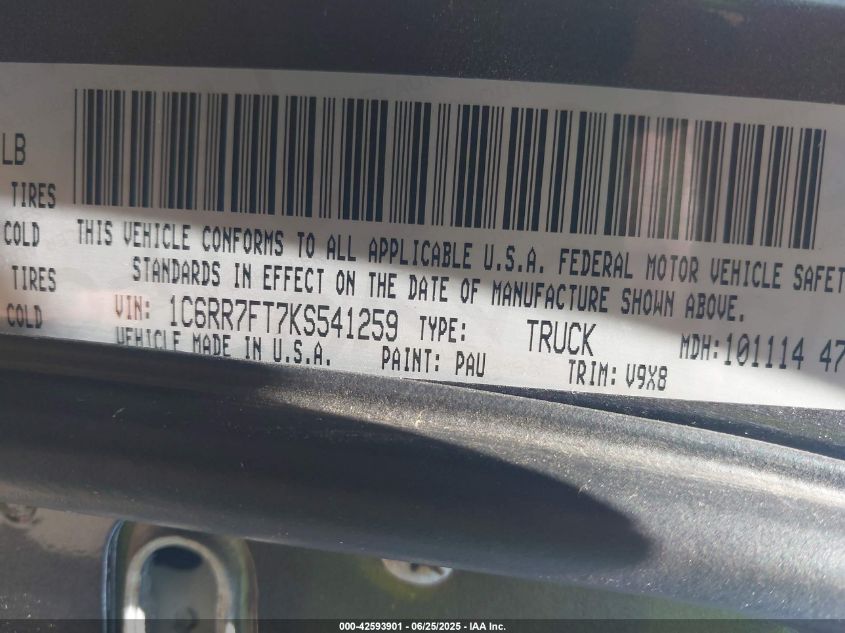 LB
TIRES
COLD
THIS VEHICLE CONFORMS TO ALL APPLICABLE U.S.A. FEDERAL MOTOR VEHICLE SAFET
TIRES
STANDARDS IN EFFECT ON THE DATE OF MANUFACTURE SHOWN ABOVE.
COLD
VIN: 1C6RR7FT7KS541259 TYPE: TRUCK MDH:101114 47
VEHICLE MADE IN U.S.A. PAINT: PAU TRIM: V9X8
000-42593901 - 06/25/2025 - IAA Inc.